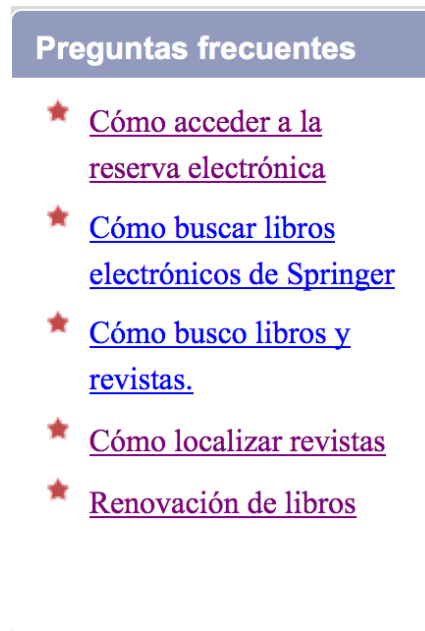 Preguntas frecuentes
Cómo acceder a la
reserva electrónica
Cómo buscar libros
electrónicos de Springer
Cómo busco libros y
revistas.
Cómo localizar revistas
Renovación de libros